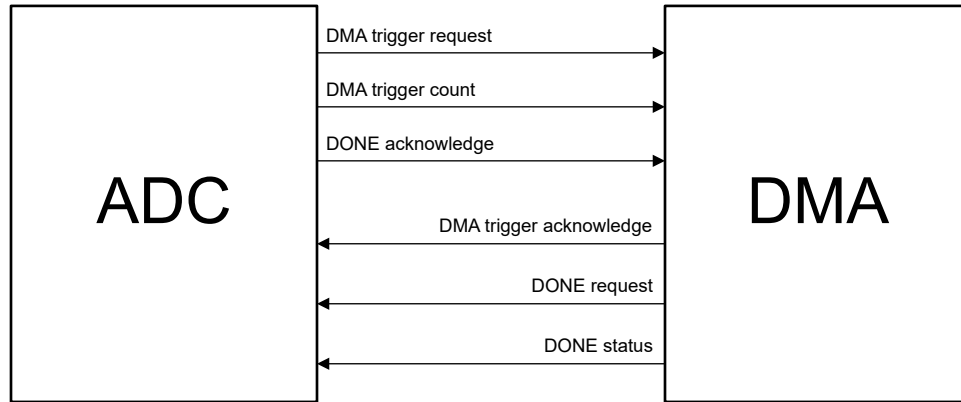 DMA trigger request
DMA trigger count
DONE acknowledge
ADC
DMA
DMA trigger acknowledge
DONE request
DONE status